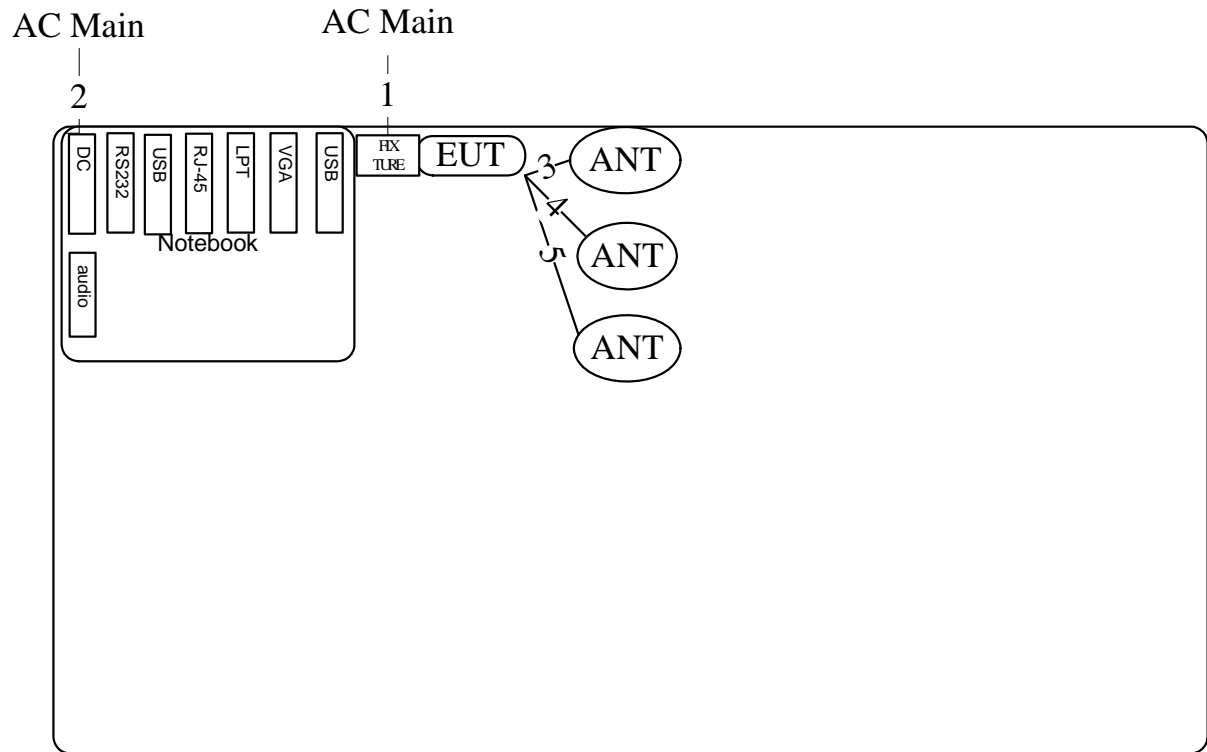 AC Main
AC Main
2
1
DC
RS232
USB
RJ-45
LPT
VGA
USB
FIX
TURE
EUT
3
ANT
4
ANT
5
ANT
Notebook
audio